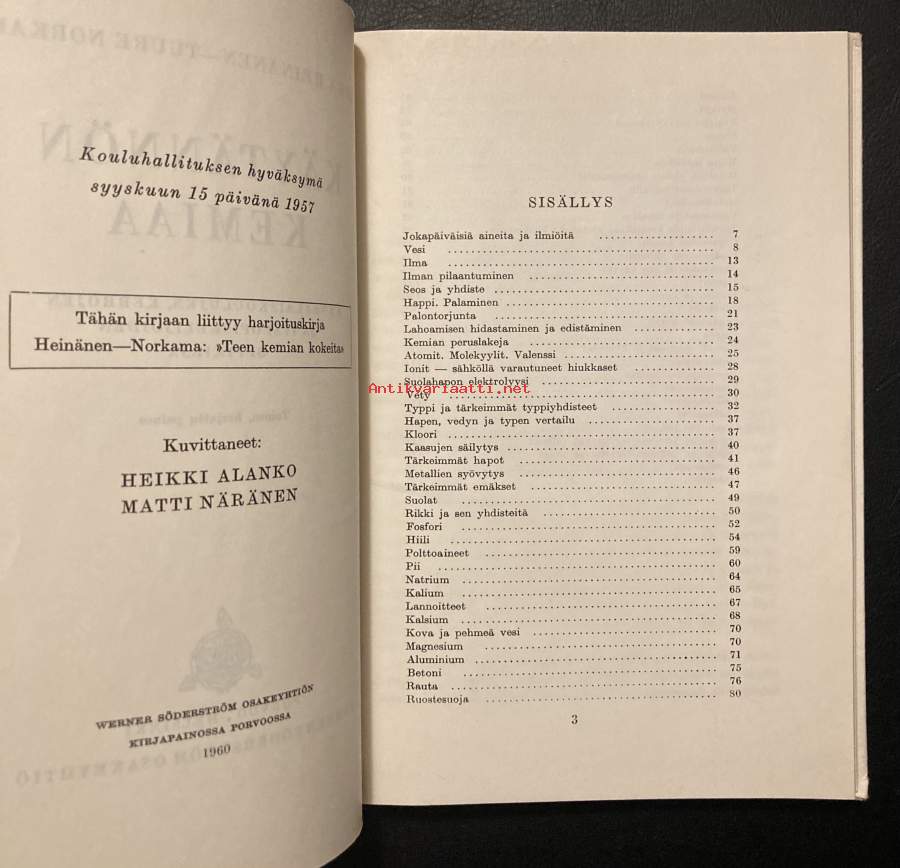 Kouluhallituksen hyväksymä
syyskuun 15 päivänä 1957
Tähän kirjaan liittyy harjoituskirja
Heinänen—Norkama: »Teen kemian kokeita»
Kuvittaneet:
HEIKKI ALANKO
MATTI NÄRÄNEN
WERNER SÖDERSTRÖM OSAKEYHTIÖN
KIRJAPAINOSSA PORVOOSSA
1960
SISÄLLYS
Jokapäiväisiä aineita ja ilmiöitä .................... 7
Vesi .................... 8
Ilma .................... 13
Ilman pilaantuminen .................... 14
Seos ja yhdiste .................... 15
Happi. Palaminen .................... 18
Palontorjunta .................... 21
Lahoamisen hidastaminen ja edistäminen .................... 23
Kemian peruslakeja .................... 24
Atomit. Molekyylit. Valenssi .................... 25
Ionit — sähköllä varautuneet hiukkaset .................... 28
Suolahapon elektrolyysi .................... 29
Antikvariaatti.net
Vety .................... 30
Typpi ja tärkeimmät typpiyhdisteet .................... 32
Hapen, vedyn ja typen vertailu .................... 37
Kloori .................... 37
Kaasujen säilytys .................... 40
Tärkeimmät hapot .................... 41
Metallien syövytys .................... 46
Tärkeimmät emäkset .................... 47
Suolat .................... 49
Rikki ja sen yhdisteitä .................... 50
Fosfori .................... 52
Hiili .................... 54
Polttoaineet .................... 59
Pii .................... 60
Natrium .................... 64
Kalium .................... 65
Lannoitteet .................... 67
Kalsium .................... 68
Kova ja pehmeä vesi .................... 70
Magnesium .................... 70
Aluminium .................... 71
Betoni .................... 75
Rauta .................... 76
Ruostesuoja .................... 80
3